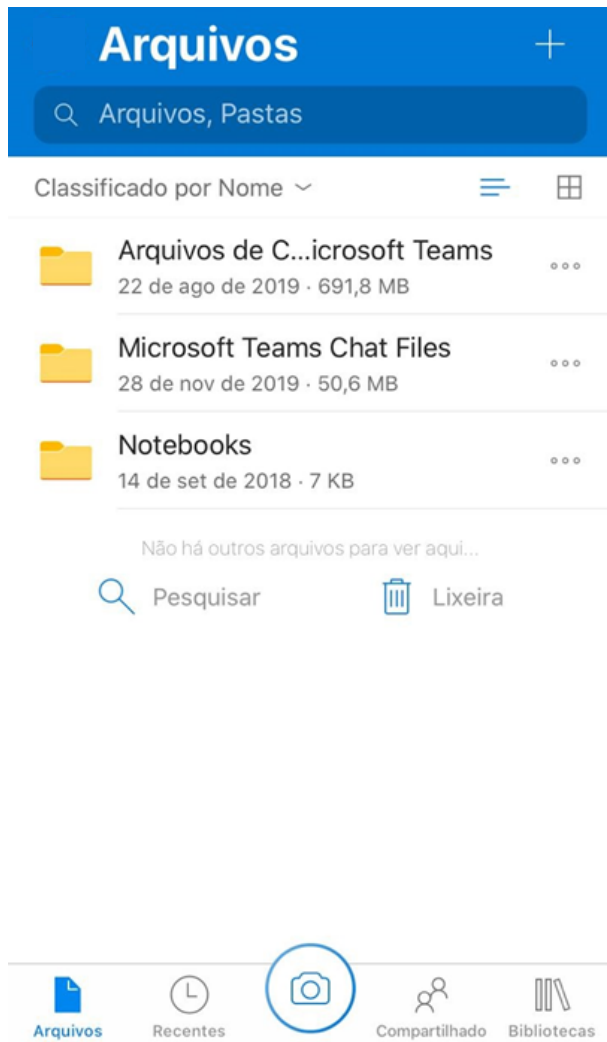 Arquivos
Arquivos, Pastas
Classificado por Nome
Arquivos de C...icrosoft Teams
22 de ago de 2019 · 691,8 MB
Microsoft Teams Chat Files
28 de nov de 2019 · 50,6 MB
Notebooks
14 de set de 2018 · 7 KB
Não há outros arquivos para ver aqui...
Pesquisar Lixeira
Arquivos Recentes Compartilhado Bibliotecas